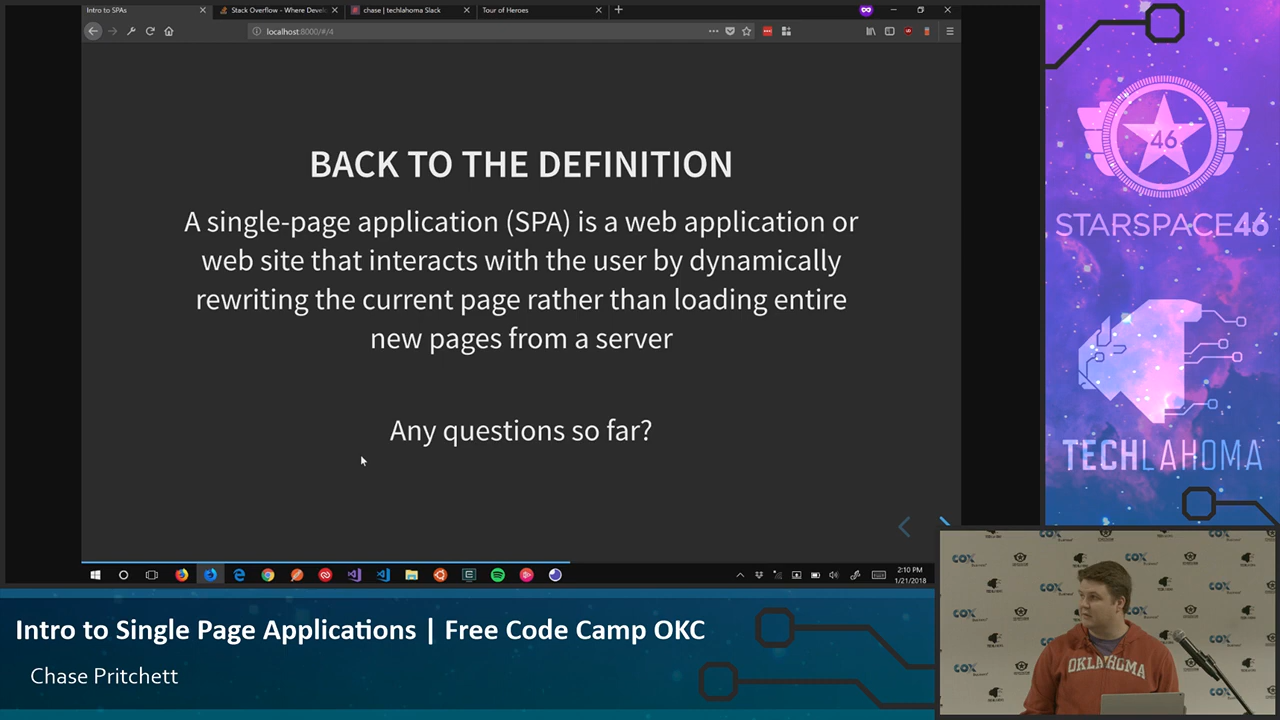 Intro to SPAs
Stack Overflow - Where Devel
chase | techlahoma Slack
Tour of Heroes
localhost:8000/#/4
BACK TO THE DEFINITION
A single-page application (SPA) is a web application or
web site that interacts with the user by dynamically
rewriting the current page rather than loading entire
new pages from a server
Any questions so far?
2:10 PM
1/21/2018
46
STARSPACE46
TECHLAHOMA
COX
OKLAHOMA
Intro to Single Page Applications | Free Code Camp OKC
Chase Pritchett